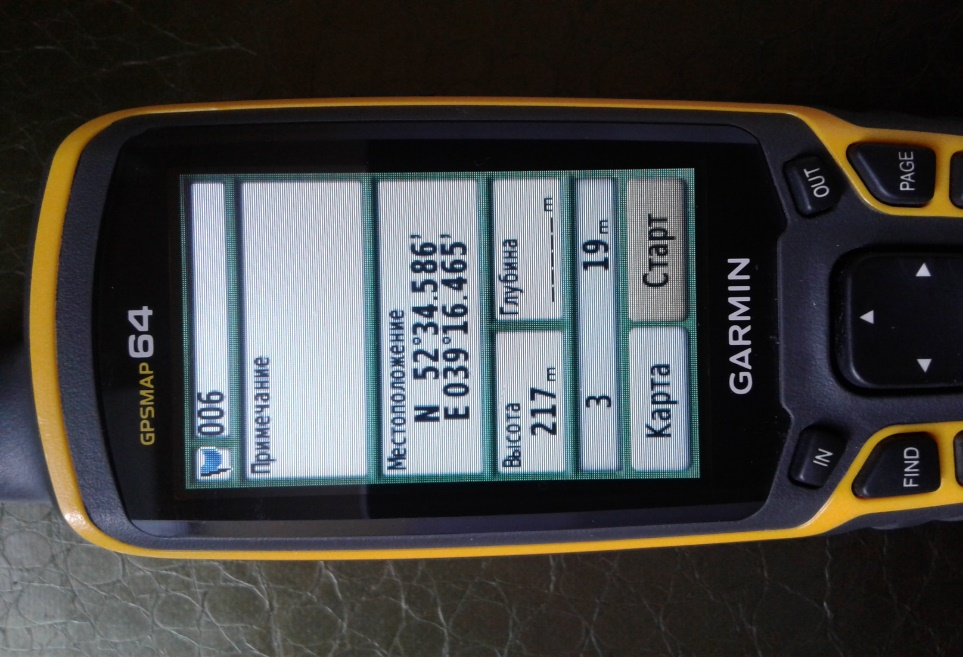 GPSMAP 64
006
Примечание
Местоположение
N 52°34.586'
E 039°16.465'
Высота
217 m
Глубина
_____ m
3 19 m
Карта Старт
GARMIN
IN OUT
FIND PAGE